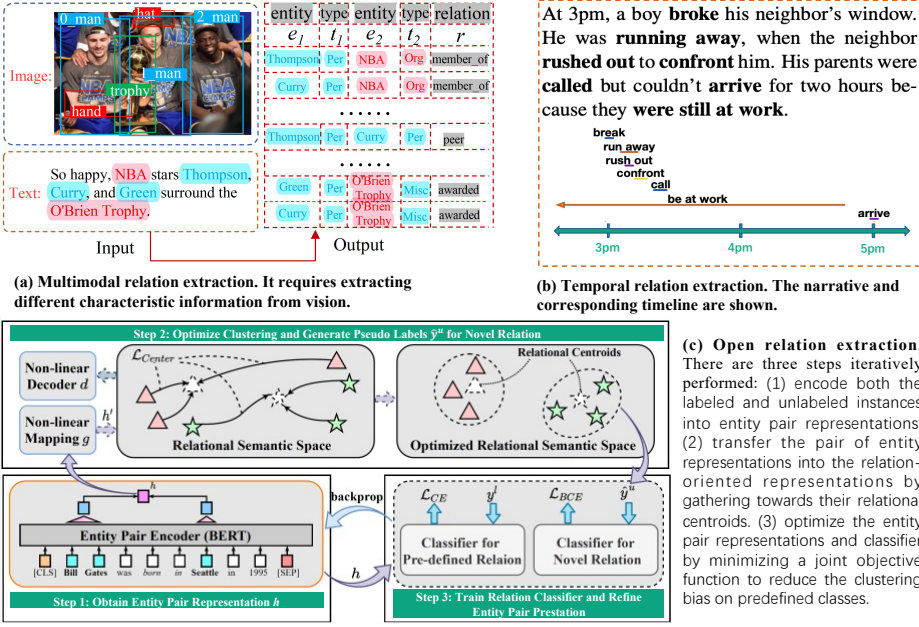 Image:
0_man
hat
2_man
man
trophy
hand
Text:
So happy, NBA stars Thompson,
Curry, and Green surround the
O'Brien Trophy.
Input
Output
entity type entity type relation
e1 t1 e2 t2 r
Thompson Per NBA Org member_of
Curry Per NBA Org member_of
......
Thompson Per Curry Per peer
......
Green Per O'Brien Trophy Misc awarded
Curry Per O'Brien Trophy Misc awarded
(a) Multimodal relation extraction. It requires extracting
different characteristic information from vision.
At 3pm, a boy broke his neighbor's window.
He was running away, when the neighbor
rushed out to confront him. His parents were
called but couldn't arrive for two hours be-
cause they were still at work.
break
run away
rush out
confront
call
be at work
arrive
3pm 4pm 5pm
(b) Temporal relation extraction. The narrative and
corresponding timeline are shown.
Step 2: Optimize Clustering and Generate Pseudo Labels ŷᵘ for Novel Relation
Non-linear
Decoder d
Non-linear
Mapping g
h'
ℒCenter
Relational Semantic Space
Relational Centroids
Optimized Relational Semantic Space
h
Entity Pair Encoder (BERT)
[CLS] Bill Gates was born in Seattle in 1995 [SEP]
Step 1: Obtain Entity Pair Representation h
backprop
h
ℒCE yˡ ℒBCE ŷᵘ
Classifier for
Pre-defined Relaion
Classifier for
Novel Relation
Step 3: Train Relation Classifier and Refine
Entity Pair Prestation
(c) Open relation extraction.
There are three steps iteratively
performed: (1) encode both the
labeled and unlabeled instances
into entity pair representations.
(2) transfer the pair of entity
representations into the relation-
oriented representations by
gathering towards their relational
centroids. (3) optimize the entity
pair representations and classifier
by minimizing a joint objective
function to reduce the clustering
bias on predefined classes.